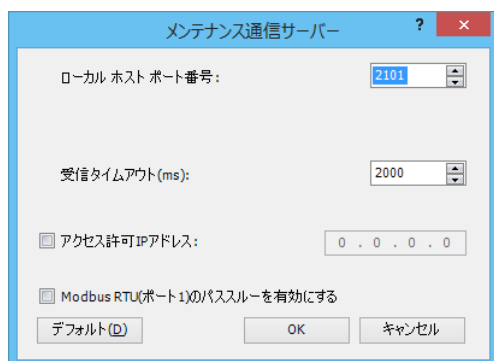 メンテナンス通信サーバー ? ×
ローカル ホスト ポート番号: 2101
受信タイムアウト(ms): 2000
アクセス許可IPアドレス: 0 . 0 . 0 . 0
Modbus RTU(ポート1)のパススルーを有効にする
デフォルト(D) OK キャンセル